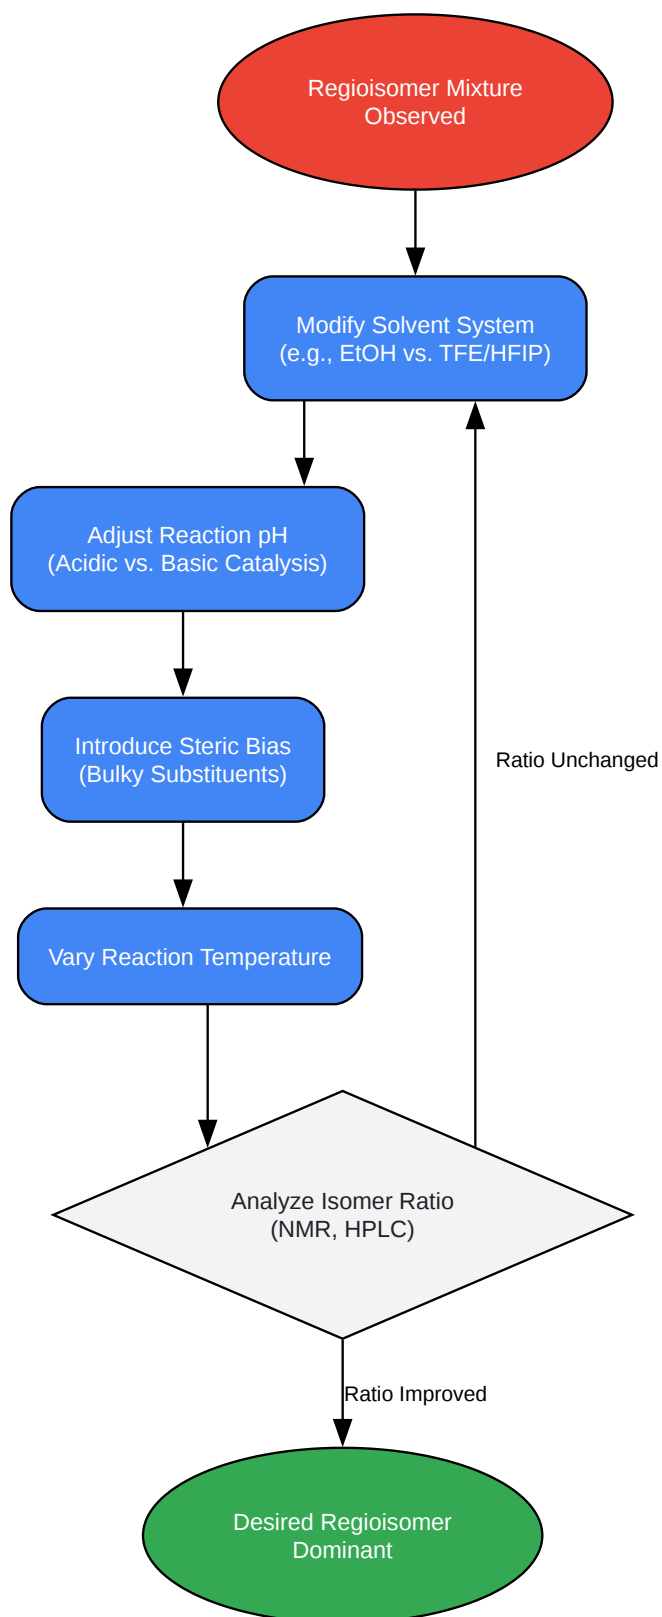 Regioisomer Mixture
Observed
Modify Solvent System
(e.g., EtOH vs. TFE/HFIP)
Adjust Reaction pH
(Acidic vs. Basic Catalysis)
Introduce Steric Bias
(Bulky Substituents)
Ratio Unchanged
Vary Reaction Temperature
Analyze Isomer Ratio
(NMR, HPLC)
Ratio Improved
Desired Regioisomer
Dominant